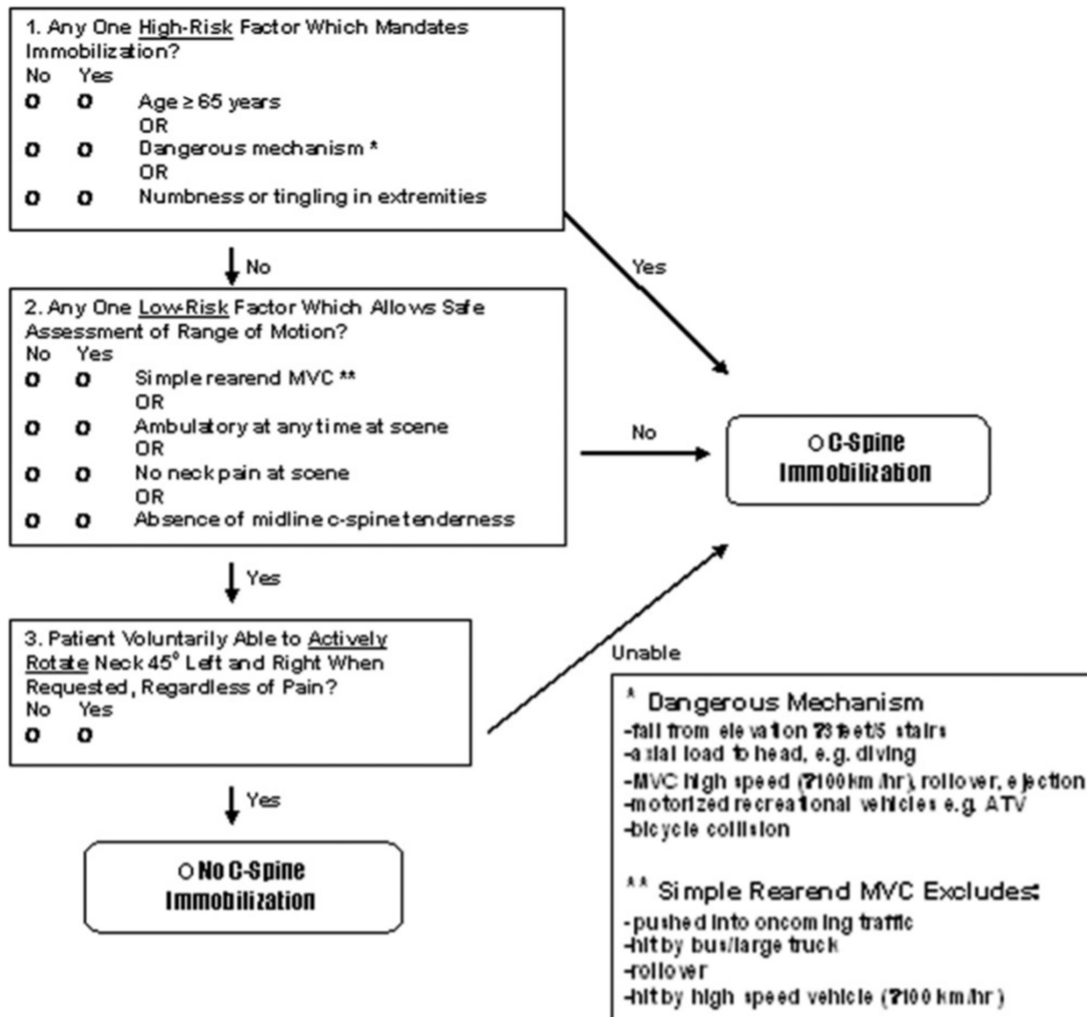 1. Any One High-Risk Factor Which Mandates
Immobilization?
No Yes
O O Age ≥ 65 years
OR
O O Dangerous mechanism *
OR
O O Numbness or tingling in extremities
Yes
No
2. Any One Low-Risk Factor Which Allows Safe
Assessment of Range of Motion?
No Yes
O O Simple rearend MVC **
OR
O O Ambulatory at any time at scene
OR
O O No neck pain at scene
OR
O O Absence of midline c-spine tenderness
No
O C-Spine
Immobilization
Yes
3. Patient Voluntarily Able to Actively
Rotate Neck 45° Left and Right When
Requested, Regardless of Pain?
No Yes
O O
Unable
Yes
O No C-Spine
Immobilization
* Dangerous Mechanism
-fall from elevation ?3 feet/5 stairs
-axial load to head, e.g. diving
-MVC high speed (?100 km/hr), rollover, ejection
-motorized recreational vehicles e.g. ATV
-bicycle collision
** Simple Rearend MVC Excludes:
-pushed into oncoming traffic
-hit by bus/large truck
-rollover
-hit by high speed vehicle (?100 km/hr)